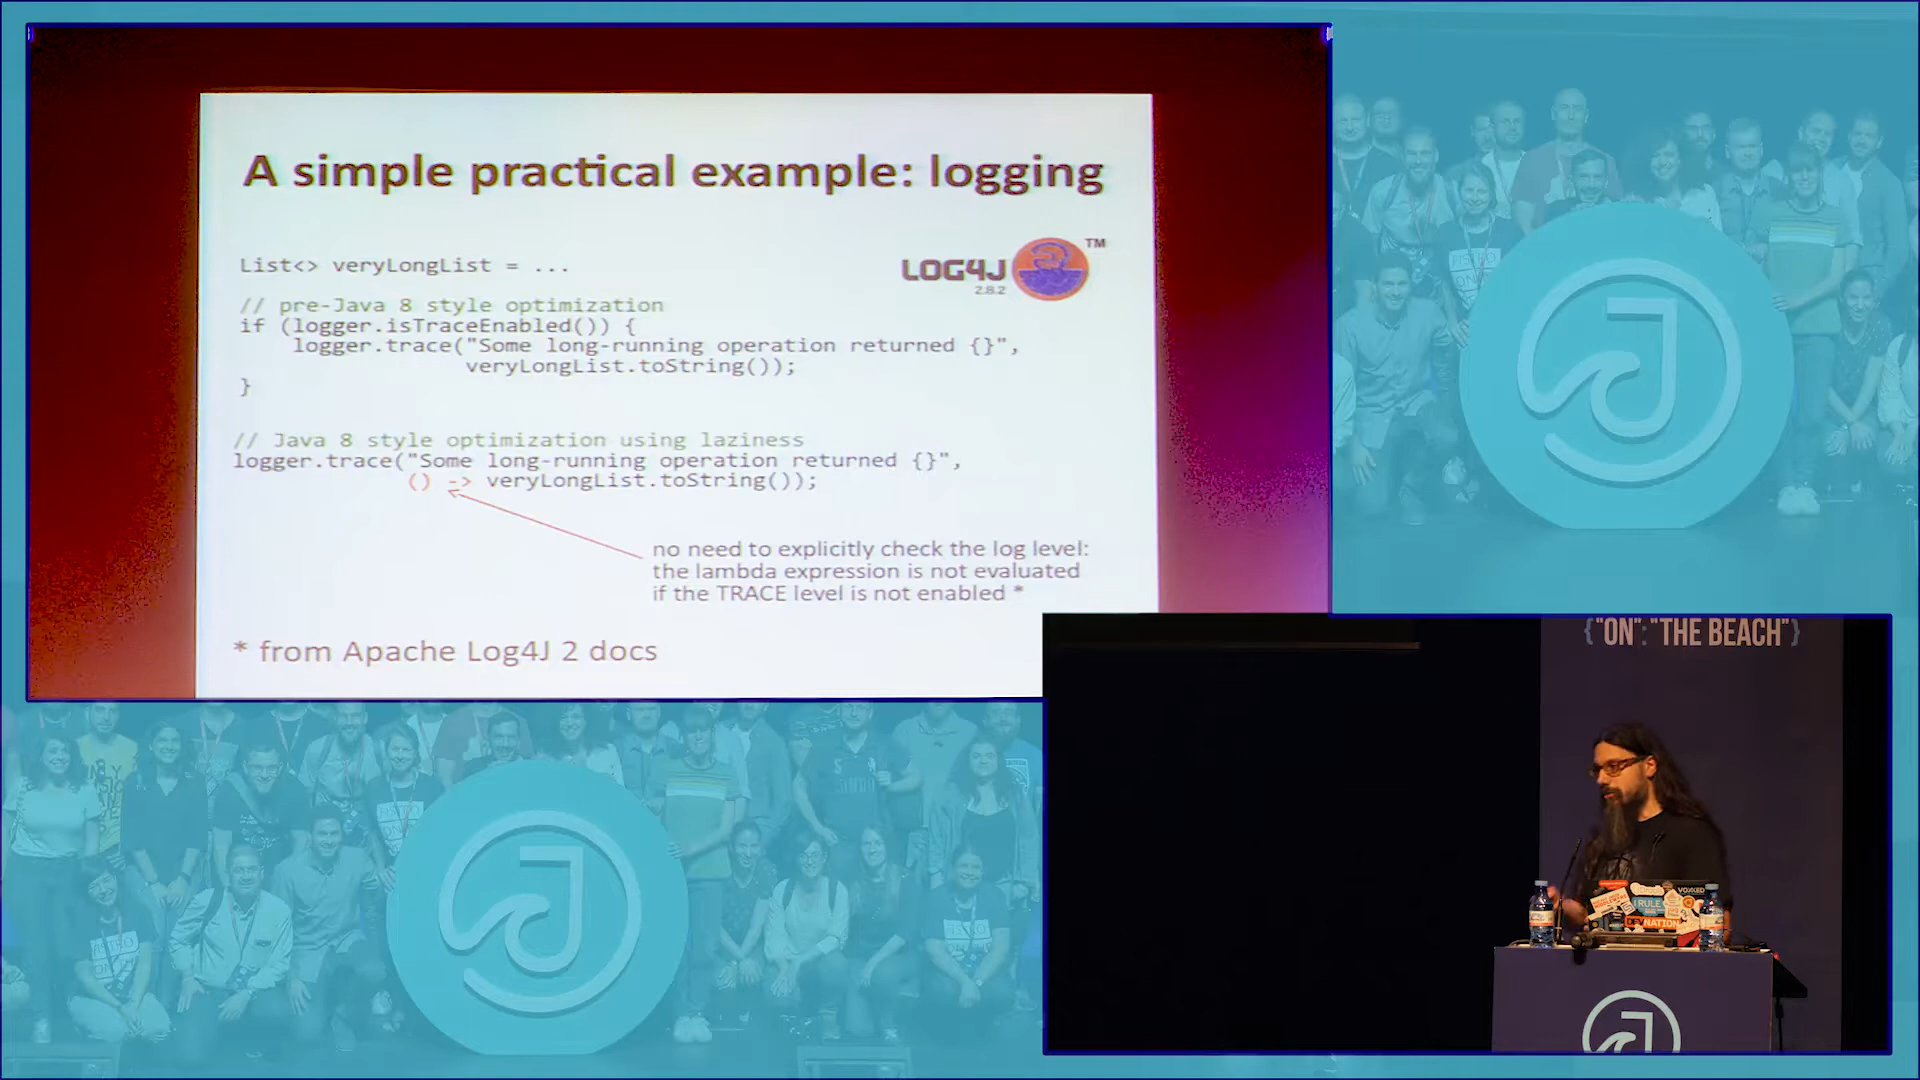 A simple practical example: logging
LOG4J TM
2.8.2
List<> veryLongList = ...
// pre-Java 8 style optimization
if (logger.isTraceEnabled()) {
logger.trace("Some long-running operation returned {}",
veryLongList.toString());
}
// Java 8 style optimization using laziness
logger.trace("Some long-running operation returned {}",
() -> veryLongList.toString());
no need to explicitly check the log level:
the lambda expression is not evaluated
if the TRACE level is not enabled *
* from Apache Log4J 2 docs
{"ON":"THE BEACH"}
VOXXED
I RULE
DEVNATION